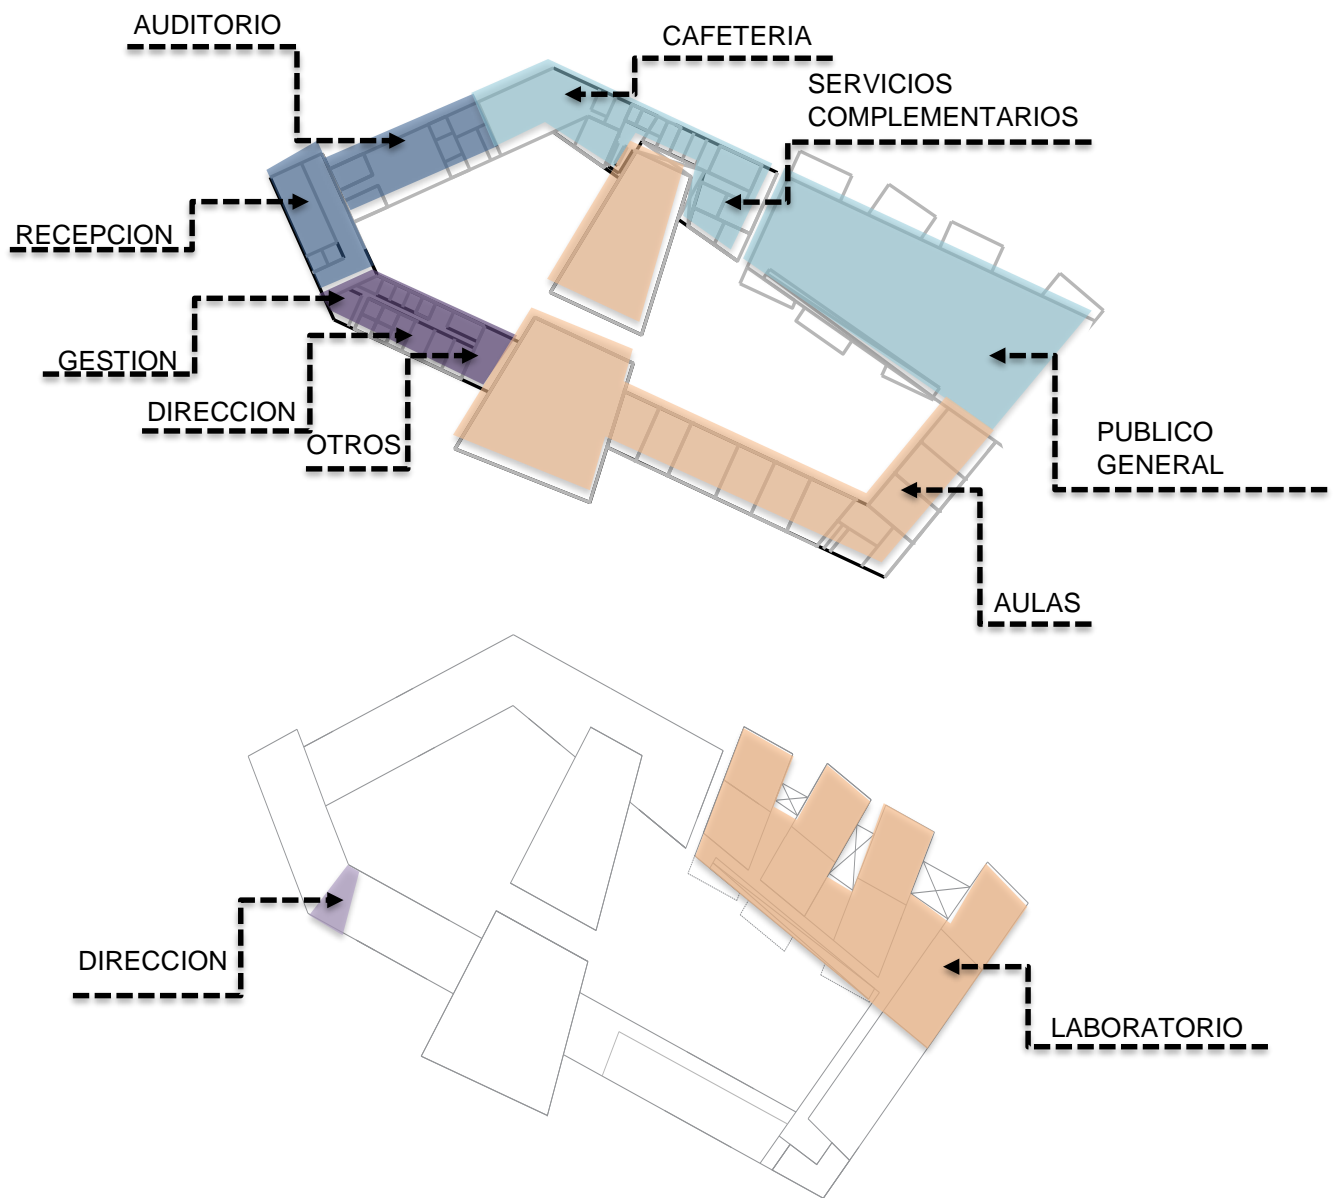 AUDITORIO
CAFETERIA
SERVICIOS
COMPLEMENTARIOS
RECEPCION
GESTION
DIRECCION
OTROS
PUBLICO
GENERAL
AULAS
DIRECCION
LABORATORIO